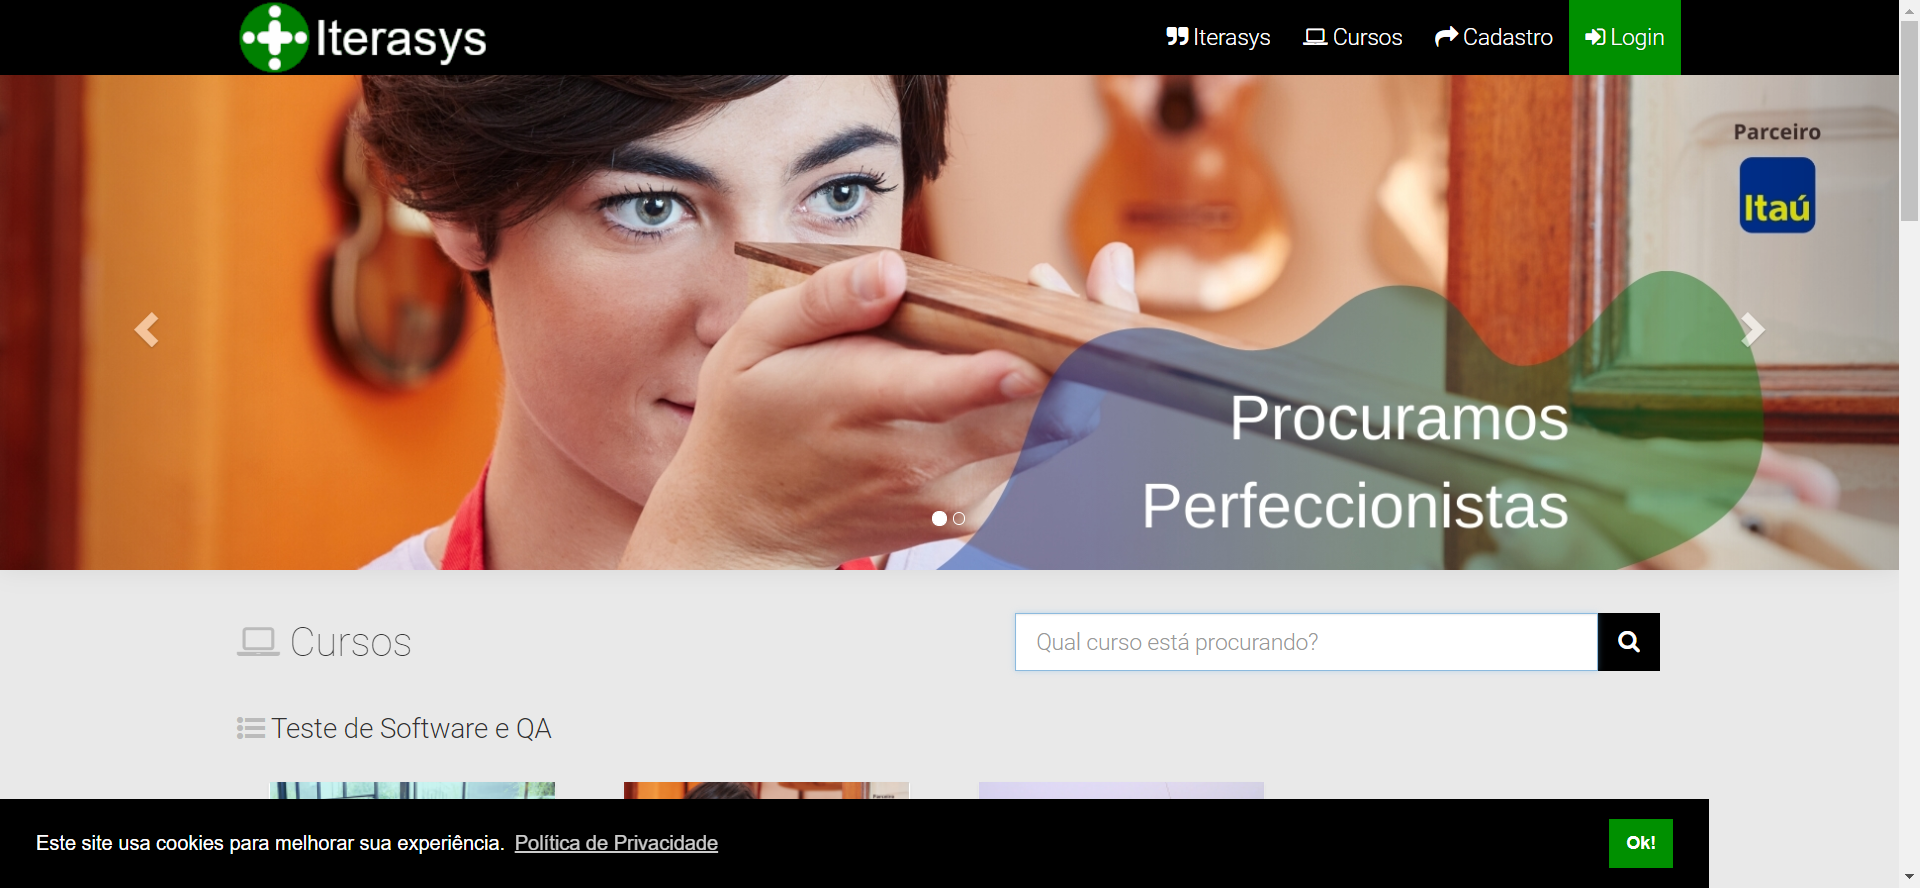 Iterasys
Iterasys
Cursos
Cadastro
Login
Parceiro
Itaú
Procuramos
Perfeccionistas
Cursos
Qual curso está procurando?
Teste de Software e QA
Parceiro
Este site usa cookies para melhorar sua experiência. Política de Privacidade
Ok!